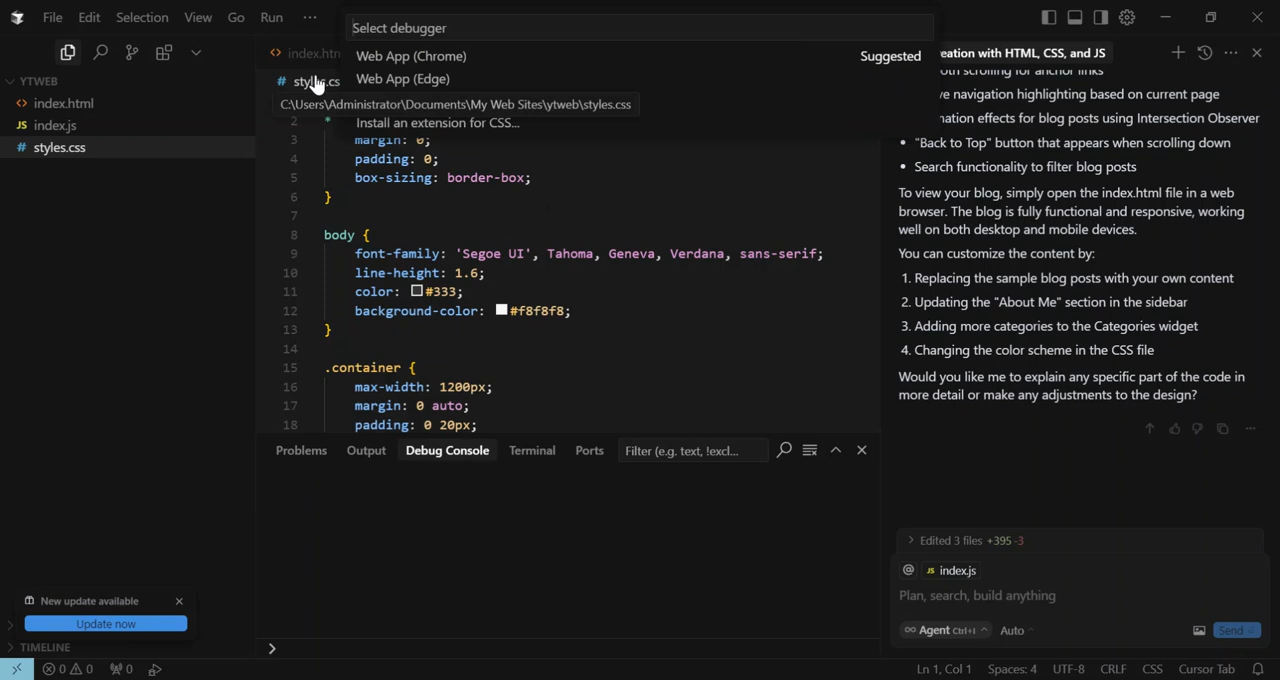 File Edit Selection View Go Run ...
Select debugger
Web App (Chrome) Suggested
Web App (Edge)
C:\Users\Administrator\Documents\My Web Sites\ytweb\styles.css
Install an extension for CSS...
YTWEB
<> index.html
JS index.js
# styles.css
New update available
Update now
TIMELINE
2 *
3 margin: 0;
4 padding: 0;
5 box-sizing: border-box;
6 }
7
8 body {
9 font-family: 'Segoe UI', Tahoma, Geneva, Verdana, sans-serif;
10 line-height: 1.6;
11 color: #333;
12 background-color: #f8f8f8;
13 }
14
15 .container {
16 max-width: 1200px;
17 margin: 0 auto;
18 padding: 0 20px;
Problems Output Debug Console Terminal Ports Filter (e.g. text, !excl...
eation with HTML, CSS, and JS
scrolling for anchor links
navigation highlighting based on current page
effects for blog posts using Intersection Observer
• "Back to Top" button that appears when scrolling down
• Search functionality to filter blog posts
To view your blog, simply open the index.html file in a web
browser. The blog is fully functional and responsive, working
well on both desktop and mobile devices.
You can customize the content by:
1. Replacing the sample blog posts with your own content
2. Updating the "About Me" section in the sidebar
3. Adding more categories to the Categories widget
4. Changing the color scheme in the CSS file
Would you like me to explain any specific part of the code in
more detail or make any adjustments to the design?
> Edited 3 files +395 -3
@ JS index.js
Plan, search, build anything
∞ Agent Ctrl+I Auto Send
0 0 0 Ln 1, Col 1 Spaces: 4 UTF-8 CRLF CSS Cursor Tab